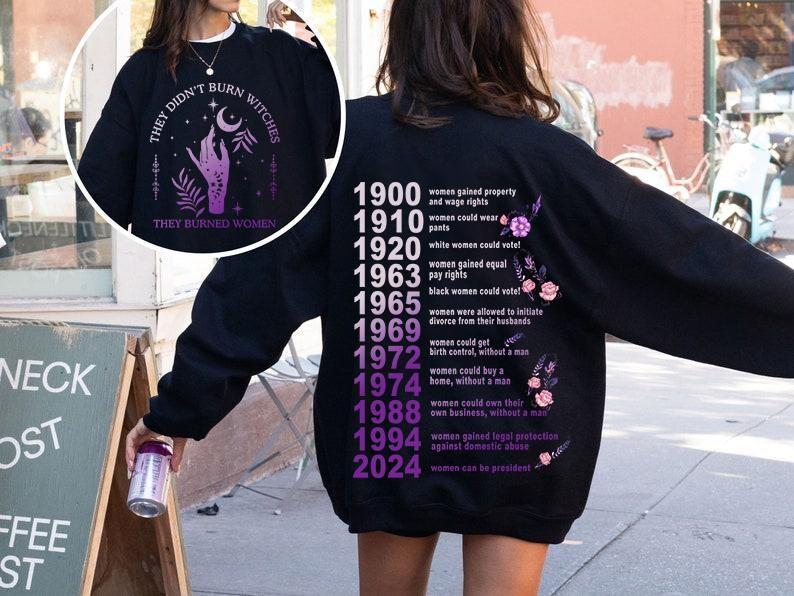 THEY DIDN'T BURN WITCHES
THEY BURNED WOMEN
1900 women gained property
and wage rights
1910 women could wear
pants
1920 white women could vote!
1963 women gained equal
pay rights
1965 black women could vote!
1969 women were allowed to initiate
divorce from their husbands
1972 women could get
birth control, without a man
1974 women could buy a
home, without a man
1988 women could own their
own business, without a man
1994 women gained legal protection
against domestic abuse
2024 women can be president
NECK
OST
FFEE
ST